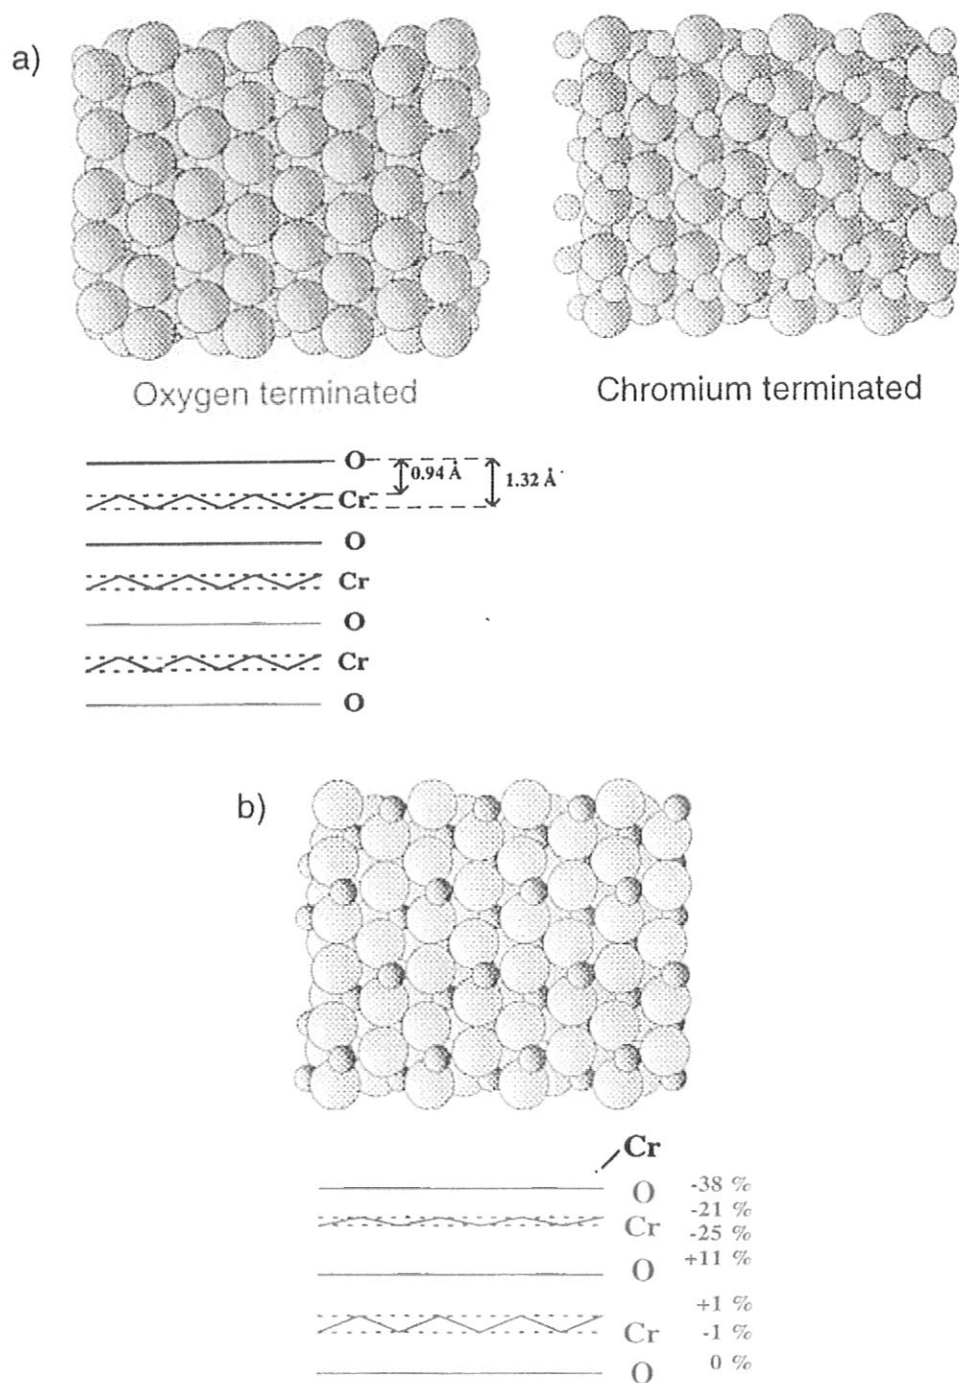 a)
Oxygen terminated
Chromium terminated
O
0.94 Å
1.32 Å
Cr
O
Cr
O
Cr
O
b)
Cr
O -38 %
-21 %
Cr -25 %
O +11 %
+1 %
Cr -1 %
O 0 %